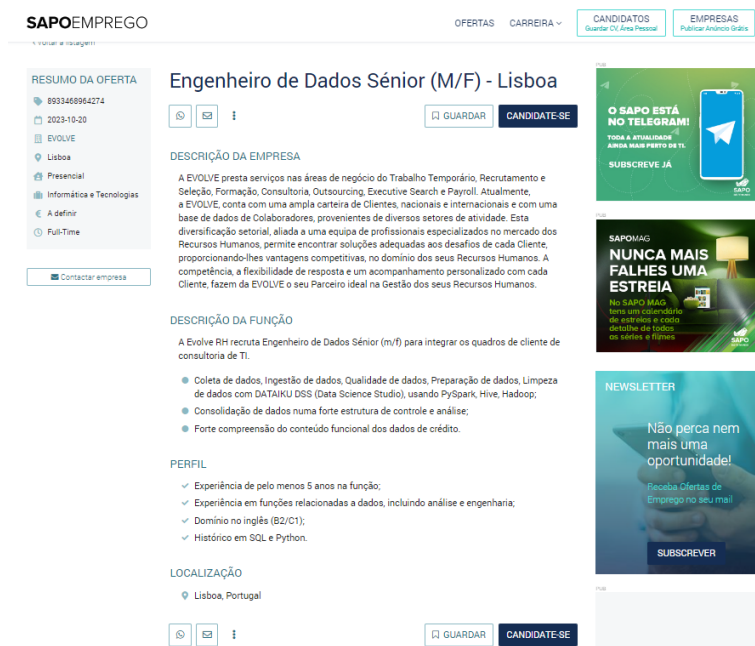 SAPOEMPREGO
OFERTAS
CARREIRA
CANDIDATOS
Guardar CV, Área Pessoal
EMPRESAS
Publicar Anúncio Grátis
< Voltar à listagem
RESUMO DA OFERTA
8933468964274
2023-10-20
EVOLVE
Lisboa
Presencial
Informática e Tecnologias
A definir
Full-Time
Contactar empresa
Engenheiro de Dados Sénior (M/F) - Lisboa
GUARDAR
CANDIDATE-SE
DESCRIÇÃO DA EMPRESA
A EVOLVE presta serviços nas áreas de negócio do Trabalho Temporário, Recrutamento e
Seleção, Formação, Consultoria, Outsourcing, Executive Search e Payroll. Atualmente,
a EVOLVE, conta com uma ampla carteira de Clientes, nacionais e internacionais e com uma
base de dados de Colaboradores, provenientes de diversos setores de atividade. Esta
diversificação setorial, aliada a uma equipa de profissionais especializados no mercado dos
Recursos Humanos, permite encontrar soluções adequadas aos desafios de cada Cliente,
proporcionando-lhes vantagens competitivas, no domínio dos seus Recursos Humanos. A
competência, a flexibilidade de resposta e um acompanhamento personalizado com cada
Cliente, fazem da EVOLVE o seu Parceiro ideal na Gestão dos seus Recursos Humanos.
DESCRIÇÃO DA FUNÇÃO
A Evolve RH recruta Engenheiro de Dados Sénior (m/f) para integrar os quadros de cliente de
consultoria de TI.
Coleta de dados, Ingestão de dados, Qualidade de dados, Preparação de dados, Limpeza
de dados com DATAIKU DSS (Data Science Studio), usando PySpark, Hive, Hadoop;
Consolidação de dados numa forte estrutura de controle e análise;
Forte compreensão do conteúdo funcional dos dados de crédito.
PERFIL
Experiência de pelo menos 5 anos na função;
Experiência em funções relacionadas a dados, incluindo análise e engenharia;
Domínio no inglês (B2/C1);
Histórico em SQL e Python.
LOCALIZAÇÃO
Lisboa, Portugal
GUARDAR
CANDIDATE-SE
PUB
O SAPO ESTÁ
NO TELEGRAM!
TODA A ATUALIDADE
AINDA MAIS PERTO DE TI.
SUBSCREVE JÁ
SAPO
PUB
SAPOMAG
NUNCA MAIS
FALHES UMA
ESTREIA
No SAPO MAG
tens um calendário
de estreias e cada
detalhe de todas
as séries e filmes
SAPO
NEWSLETTER
Não perca nem
mais uma
oportunidade!
Receba Ofertas de
Emprego no seu mail
SUBSCREVER
PUB